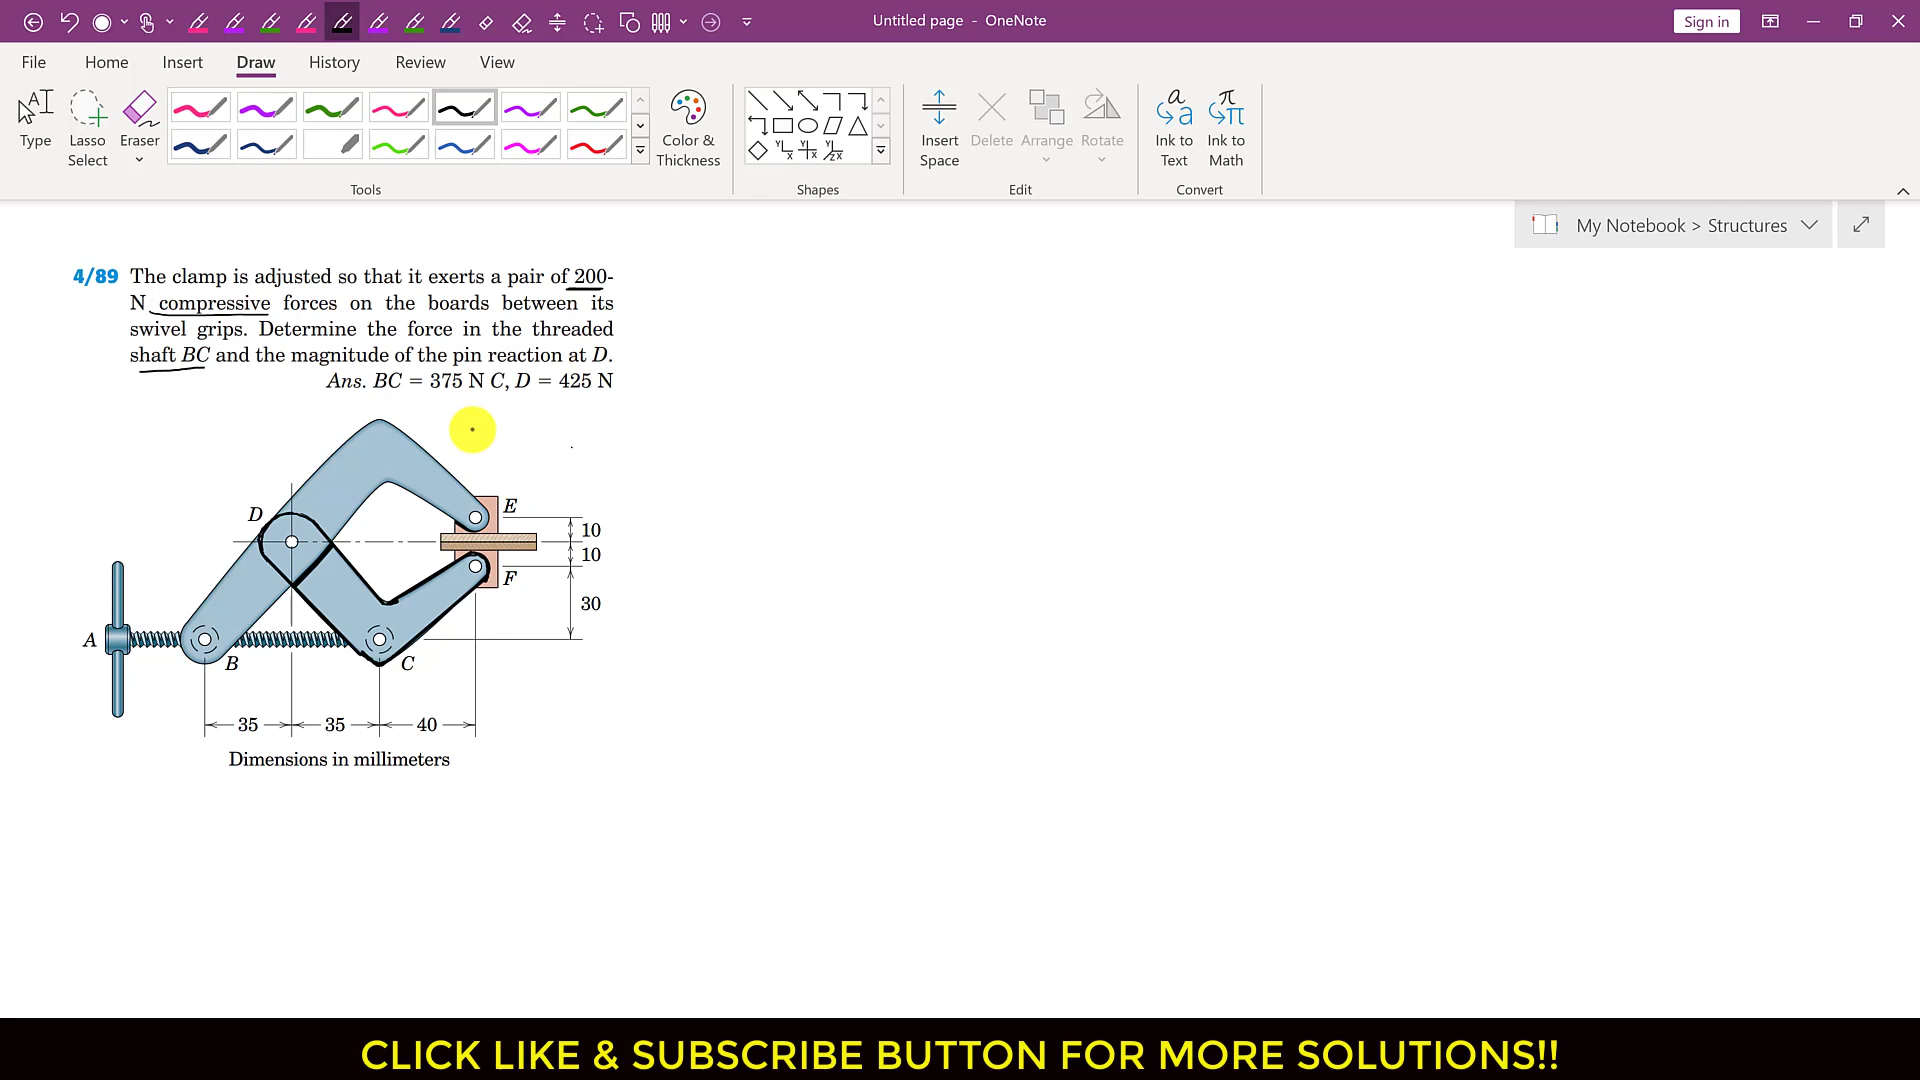 Untitled page - OneNote
Sign in
File Home Insert Draw History Review View
Type
Lasso Select
Eraser
Color & Thickness
Insert Space
Delete
Arrange
Rotate
Ink to Text
Ink to Math
Tools
Shapes
Edit
Convert
My Notebook > Structures
4/89 The clamp is adjusted so that it exerts a pair of 200-
N compressive forces on the boards between its
swivel grips. Determine the force in the threaded
shaft BC and the magnitude of the pin reaction at D.
Ans. BC = 375 N C, D = 425 N
E
D
10
10
F
30
A
B
C
35 35 40
Dimensions in millimeters
CLICK LIKE & SUBSCRIBE BUTTON FOR MORE SOLUTIONS!!